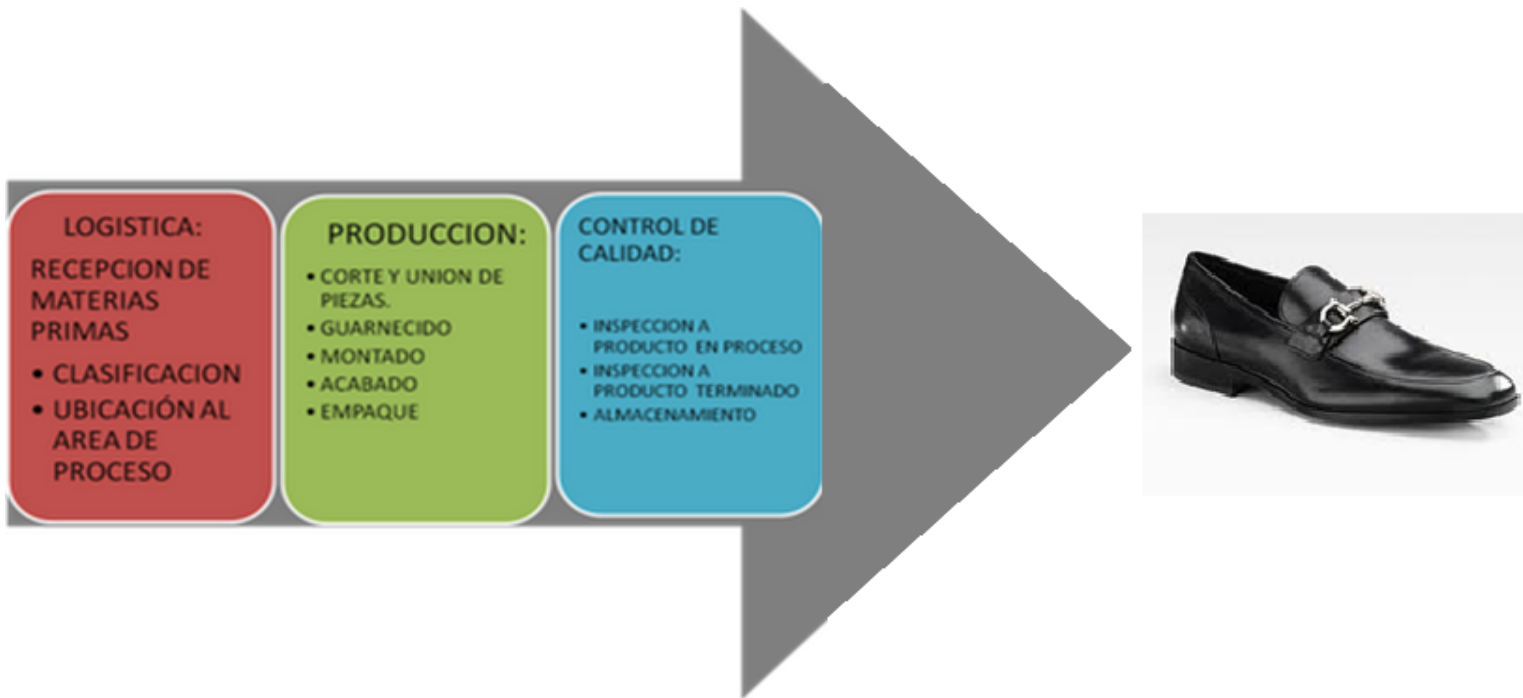 LOGISTICA:
RECEPCION DE
MATERIAS
PRIMAS
• CLASIFICACION
• UBICACIÓN AL
AREA DE
PROCESO
PRODUCCION:
• CORTE Y UNION DE
PIEZAS.
• GUARNECIDO
• MONTADO
• ACABADO
• EMPAQUE
CONTROL DE
CALIDAD:
• INSPECCION A
PRODUCTO EN PROCESO
• INSPECCION A
PRODUCTO TERMINADO
• ALMACENAMIENTO